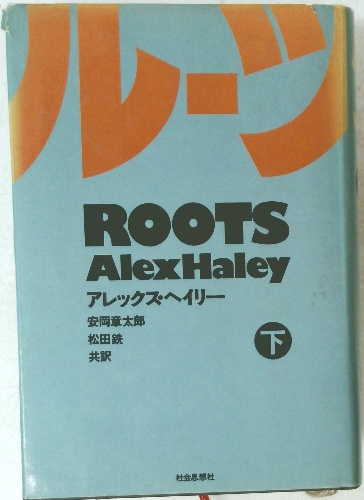 ルーツ
ROOTS
Alex Haley
アレックス・ヘイリー
安岡章太郎
松田銑
共訳
下
社会思想社